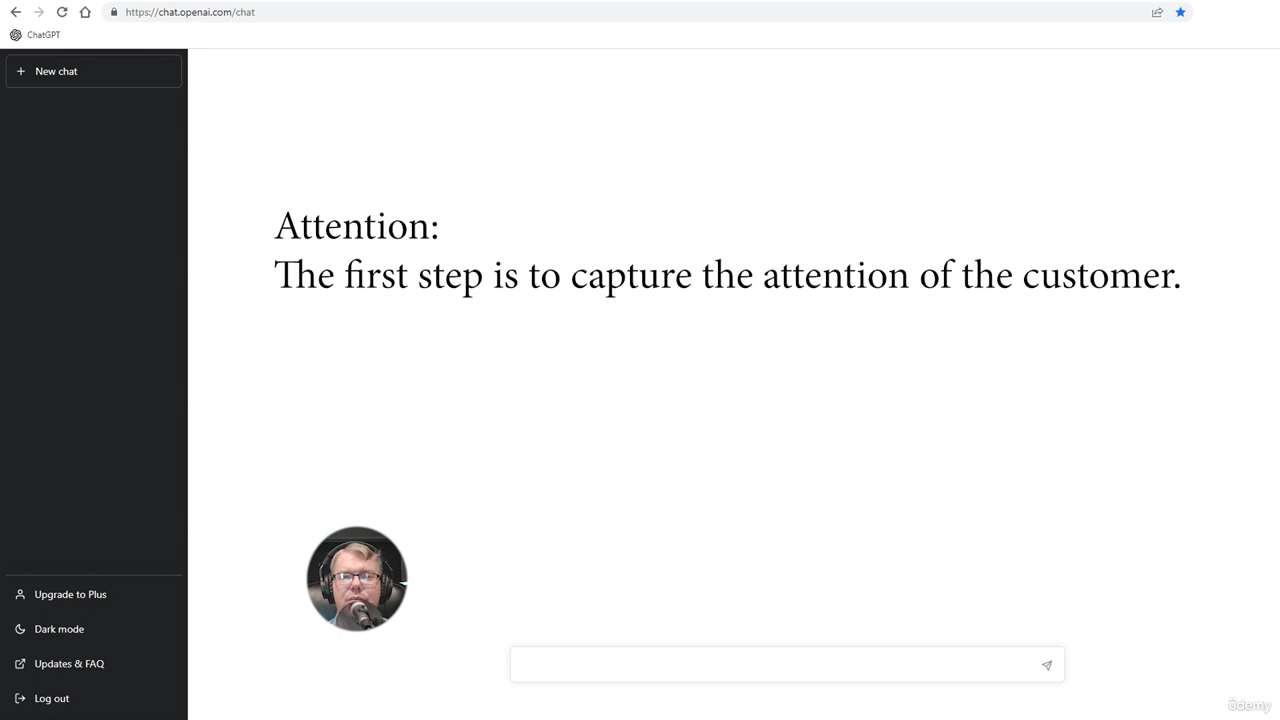 https://chat.openai.com/chat
ChatGPT
New chat
Attention:
The first step is to capture the attention of the customer.
Upgrade to Plus
Dark mode
Updates & FAQ
Log out
ûdemy